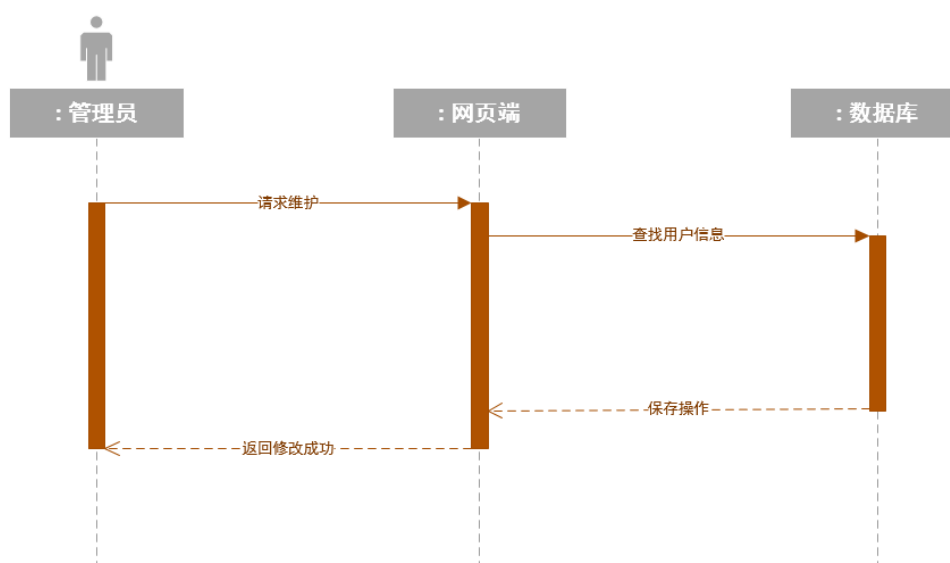 : 管理员
: 网页端
: 数据库
请求维护
查找用户信息
保存操作
返回修改成功